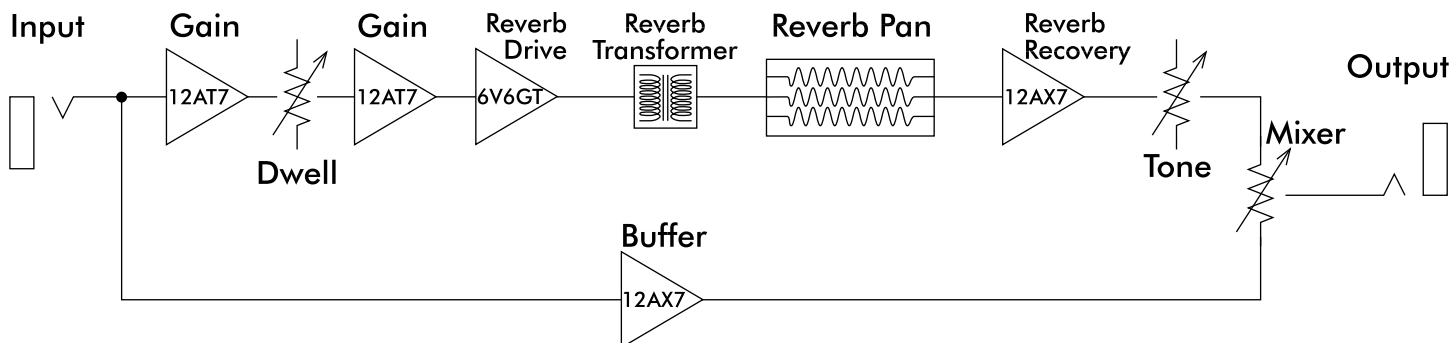 Input
Gain
12AT7
Dwell
Gain
12AT7
Reverb
Drive
6V6GT
Reverb
Transformer
Reverb Pan
Reverb
Recovery
12AX7
Tone
Mixer
Output
Buffer
12AX7